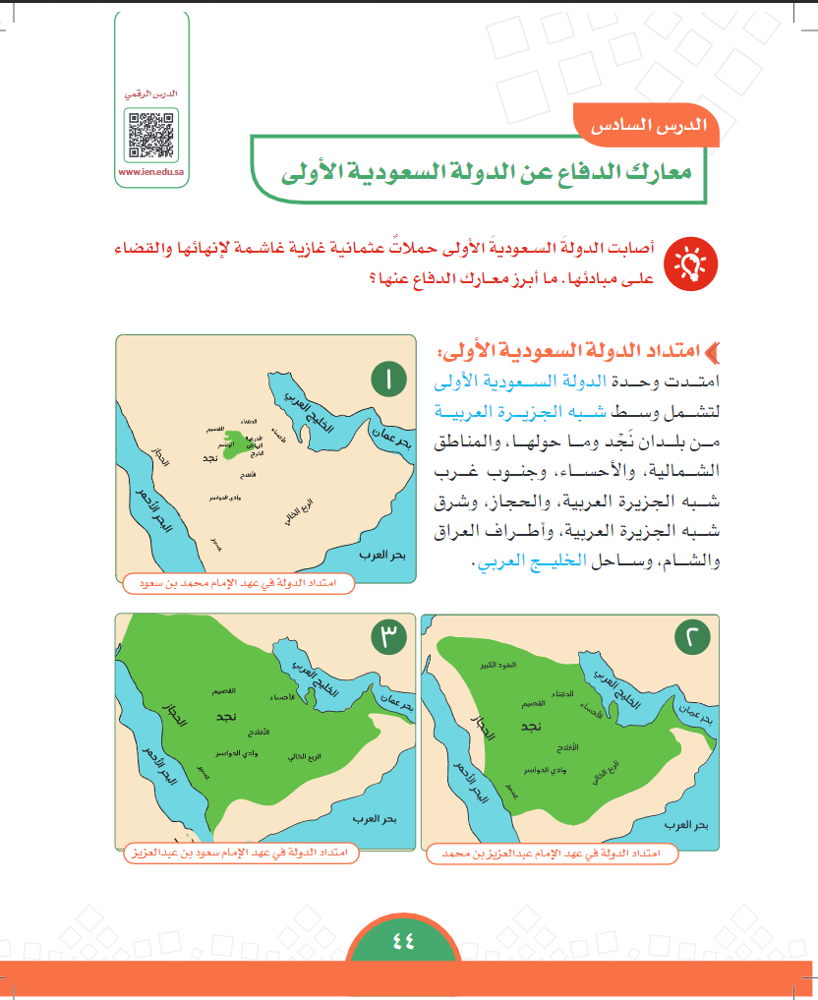 الدرس الرقمي
www.ien.edu.sa
الدرس السادس
معارك الدفاع عن الدولة السعودية الأولى
أصابت الدولةَ السعوديةَ الأولى حملاتٌ عثمانية غازية غاشمة لإنهائها والقضاء
على مبادئها. ما أبرز معارك الدفاع عنها؟
امتداد الدولة السعودية الأولى:
امتدت وحدة الدولة السعودية الأولى
لتشمل وسط شبه الجزيرة العربية
من بلدان نَجْد وما حولها، والمناطق
الشمالية، والأحساء، وجنوب غرب
شبه الجزيرة العربية، والحجاز، وشرق
شبه الجزيرة العربية، وأطراف العراق
والشام، وساحل الخليج العربي.
١
الخليج العربي
بحر عمان
الدهناء
القصيم
الأحساء
الدرعية
الوشم
الرياض
الخرج
نجد
الحجاز
الأفلاج
وادي الدواسر
الربع الخالي
البحر الأحمر
عسير
بحر العرب
امتداد الدولة في عهد الإمام محمد بن سعود
٢
النفود الكبير
الخليج العربي
بحر عمان
الدهناء
القصيم
الأحساء
نجد
الحجاز
الأفلاج
وادي الدواسر
الربع الخالي
البحر الأحمر
عسير
بحر العرب
امتداد الدولة في عهد الإمام عبدالعزيز بن محمد
٣
الخليج العربي
بحر عمان
القصيم
الأحساء
نجد
الحجاز
الأفلاج
وادي الدواسر
الربع الخالي
البحر الأحمر
عسير
بحر العرب
امتداد الدولة في عهد الإمام سعود بن عبدالعزيز
٤٤